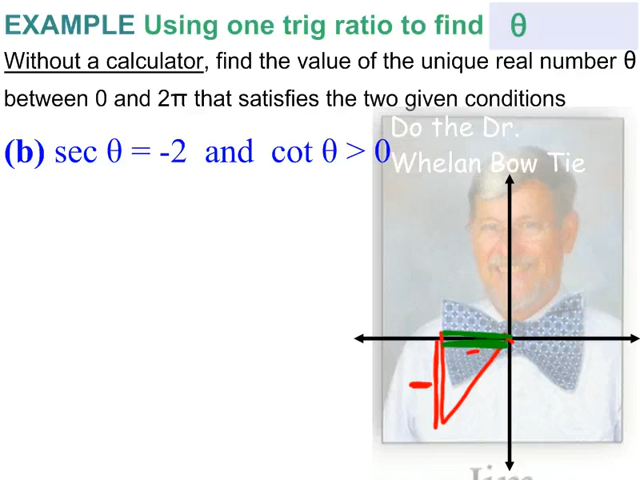 EXAMPLE Using one trig ratio to find θ
Without a calculator, find the value of the unique real number θ
between 0 and 2π that satisfies the two given conditions
(b) sec θ = -2 and cot θ > 0
Do the Dr.
Whelan Bow Tie
-
-
Jim